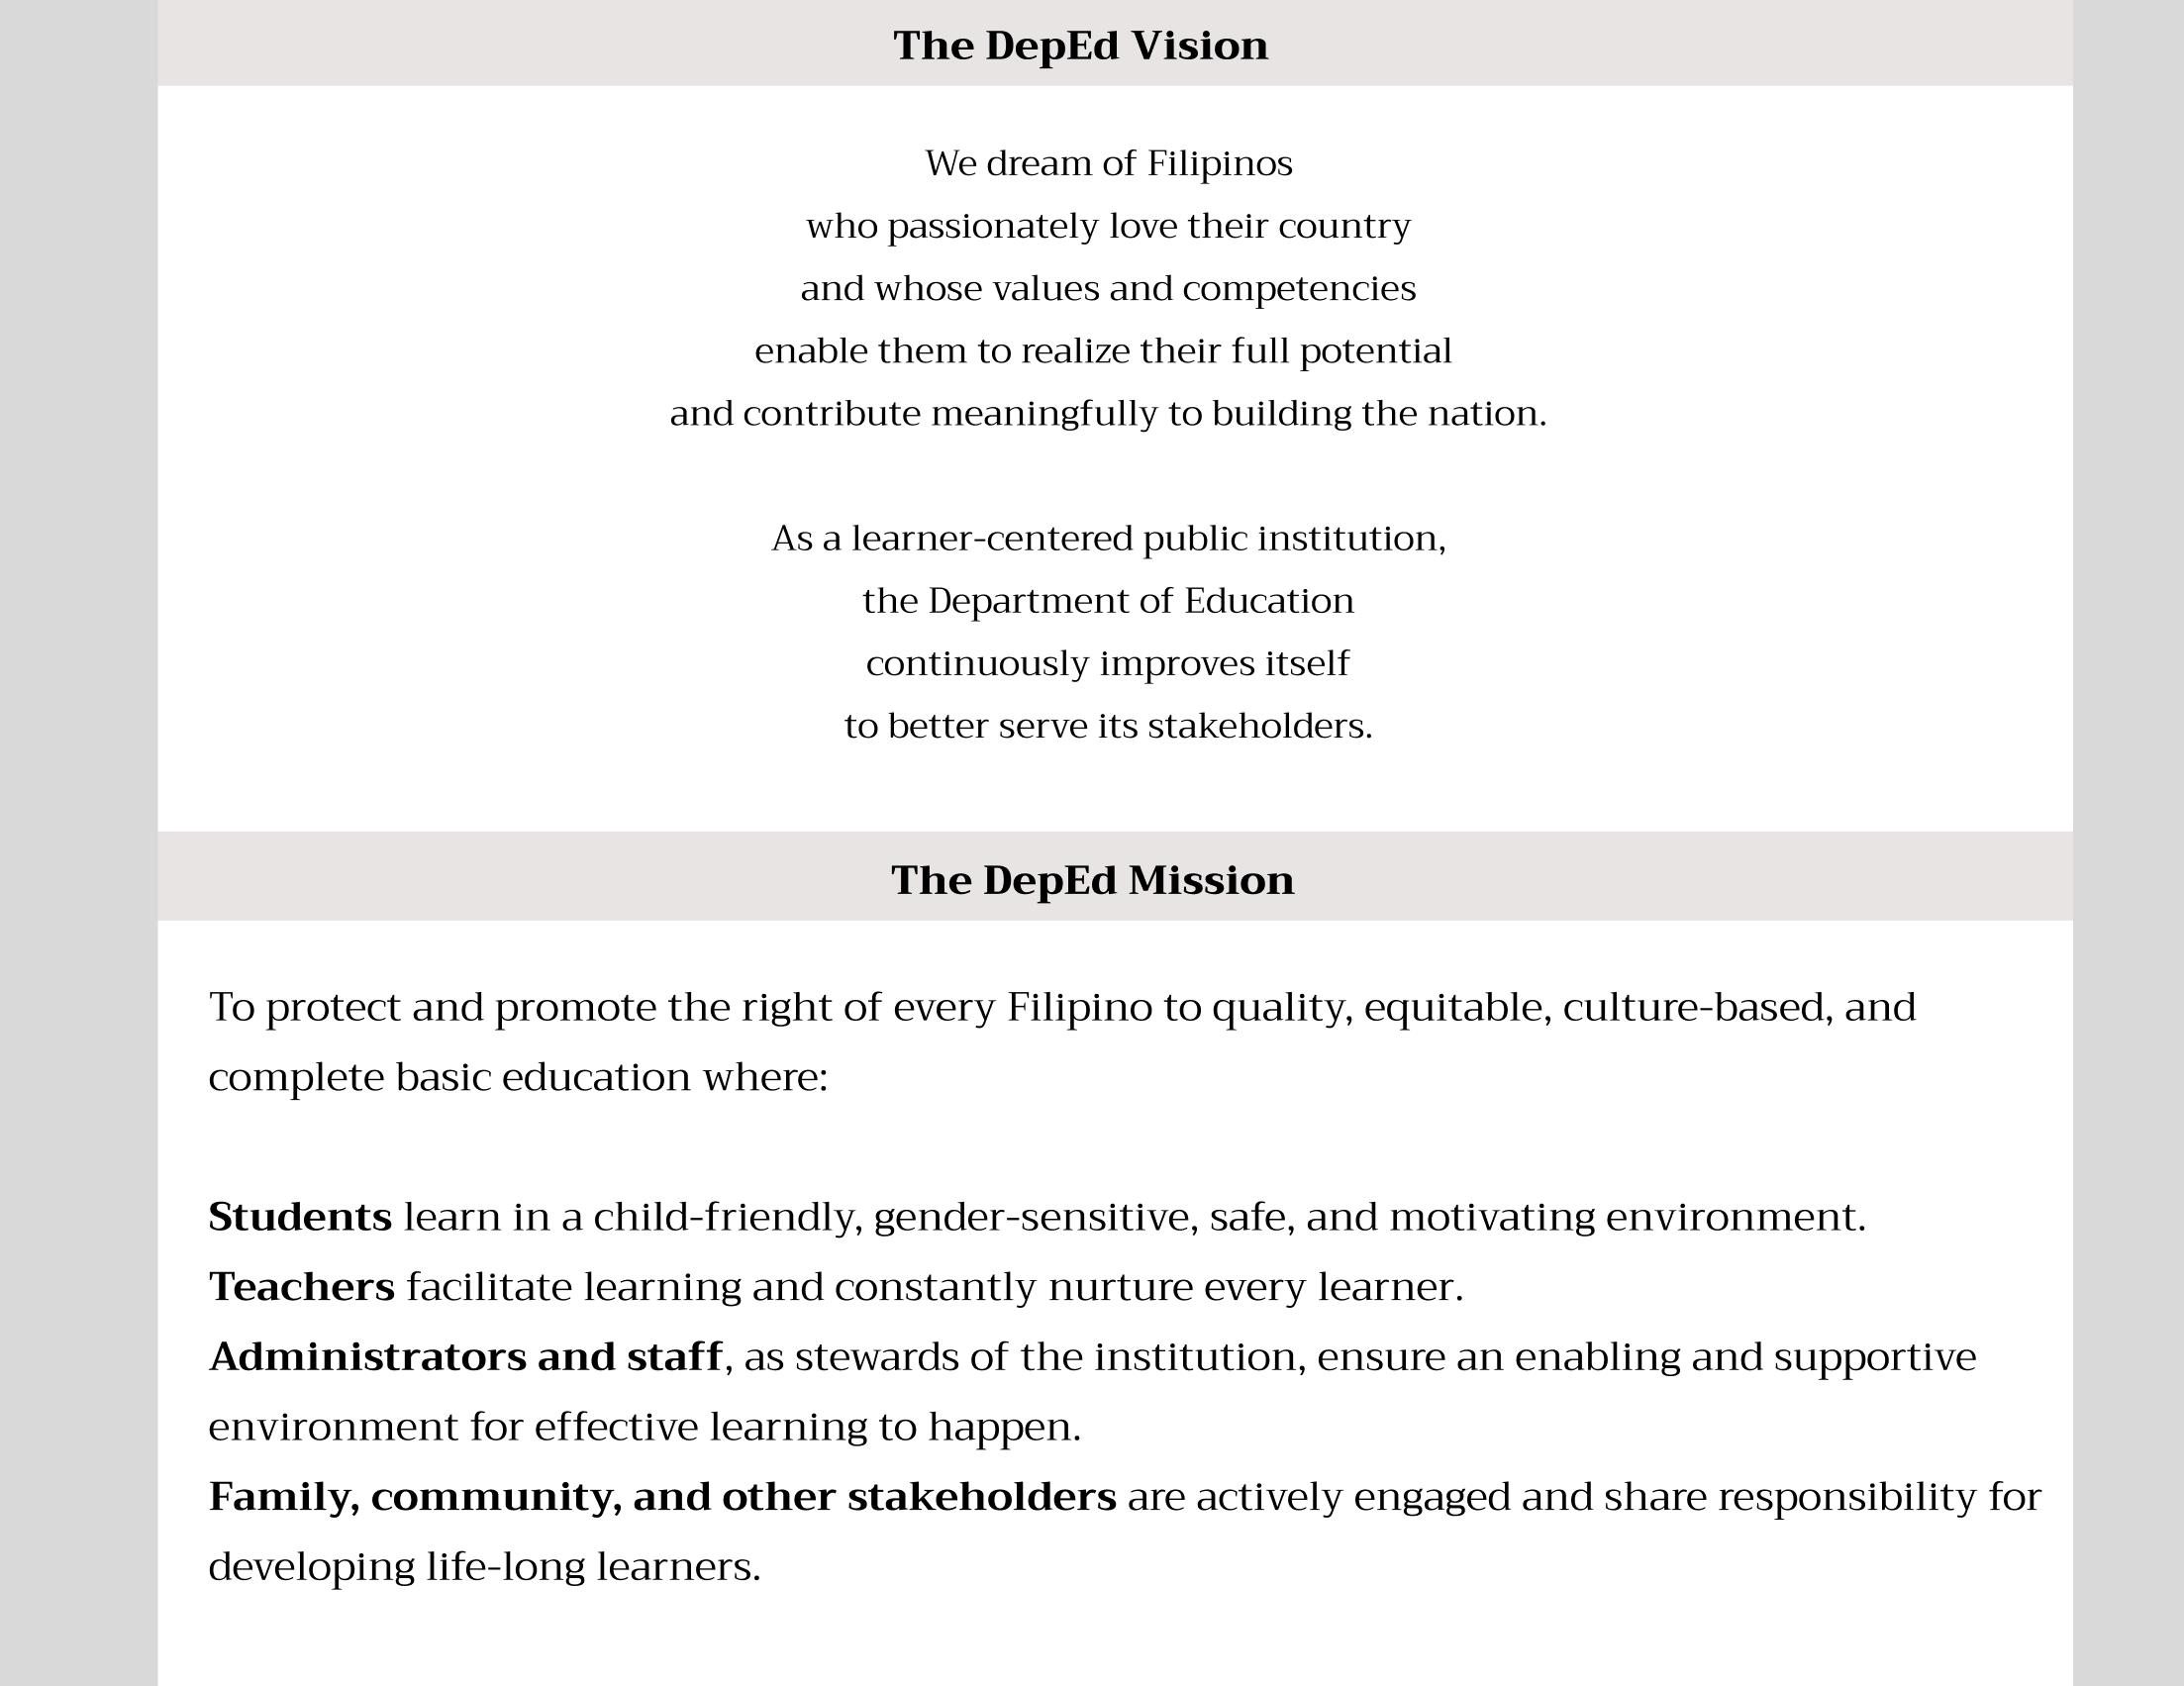 The DepEd Vision
We dream of Filipinos
who passionately love their country
and whose values and competencies
enable them to realize their full potential
and contribute meaningfully to building the nation.
As a learner-centered public institution,
the Department of Education
continuously improves itself
to better serve its stakeholders.
The DepEd Mission
To protect and promote the right of every Filipino to quality, equitable, culture-based, and
complete basic education where:
Students learn in a child-friendly, gender-sensitive, safe, and motivating environment.
Teachers facilitate learning and constantly nurture every learner.
Administrators and staff, as stewards of the institution, ensure an enabling and supportive
environment for effective learning to happen.
Family, community, and other stakeholders are actively engaged and share responsibility for
developing life-long learners.